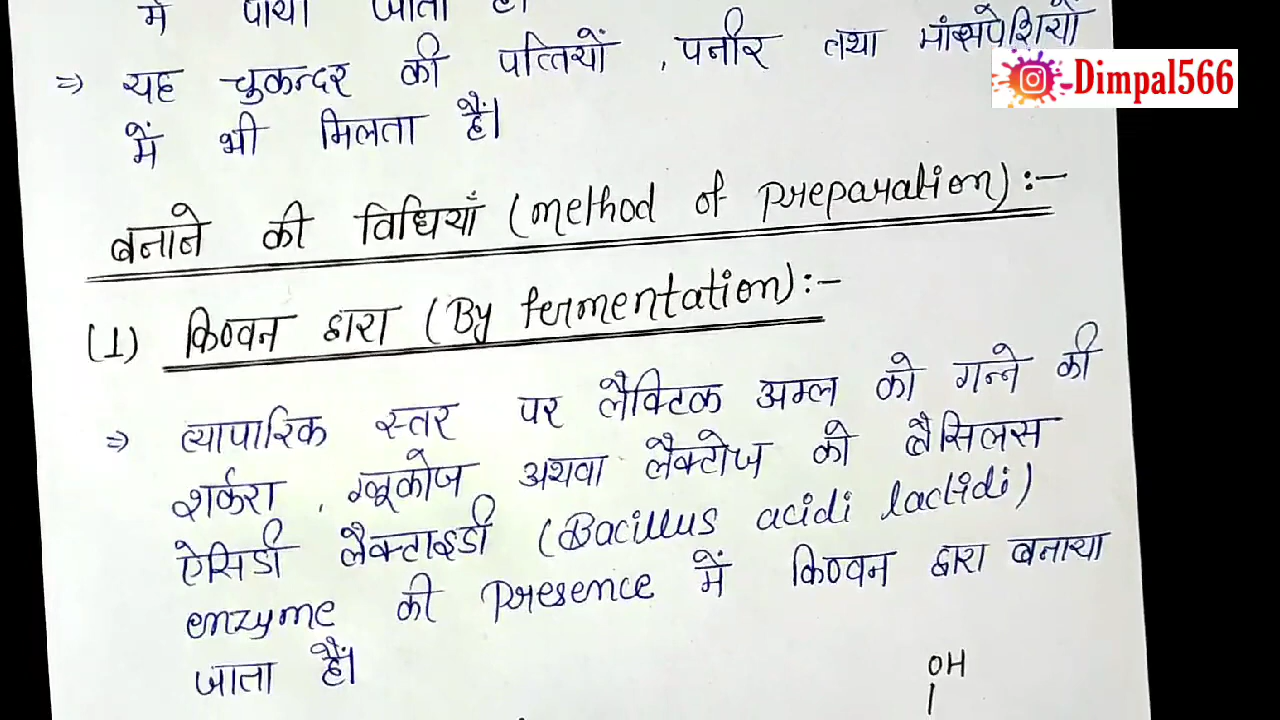 में पाया जाता है।
⇒ यह चुकन्दर की पत्तियों , पनीर तथा मांसपेशियों
-Dimpal566
में भी मिलता हैं।
बनाने की विधियाँ (method of preparation) :-
(1) किण्वन द्वारा (By fermentation) :-
⇒ व्यापारिक स्तर पर लैक्टिक अम्ल को गन्ने की
शर्करा , ग्लूकोज अथवा लैक्टोज को बैसिलस
ऐसिडी लैक्टाइडी (Bacillus acidi lactidi)
enzyme की presence में किण्वन द्वारा बनाया
जाता हैं।
OH